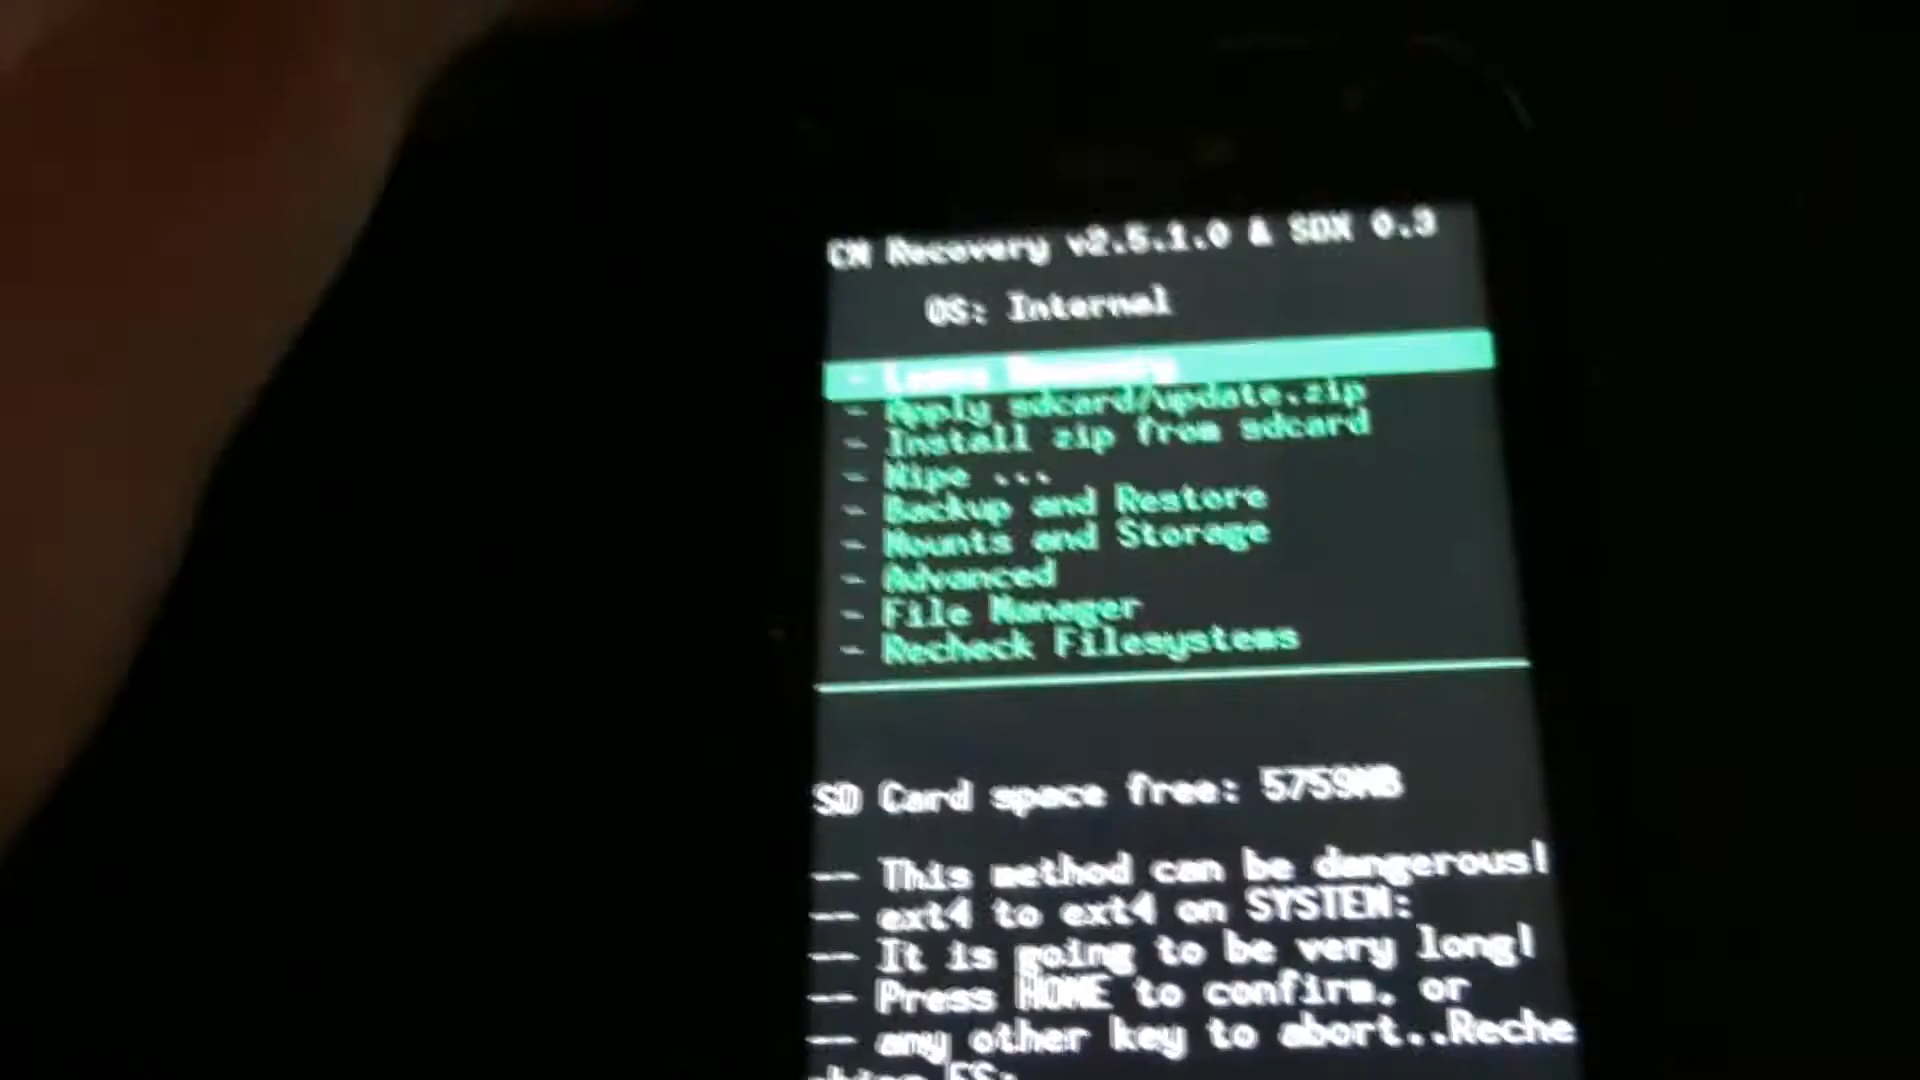 CM Recovery v2.5.1.0 & SDX 0.3
OS: Internal
- Leave Recovery
- Apply sdcard/update.zip
- Install zip from sdcard
- Wipe ...
- Backup and Restore
- Mounts and Storage
- Advanced
- File Manager
- Recheck Filesystems
SD Card space free: 5759MB
-- This method can be dangerous!
-- ext4 to ext4 on SYSTEM:
-- It is going to be very long!
-- Press HOME to confirm, or
-- any other key to abort..Reche
FS: